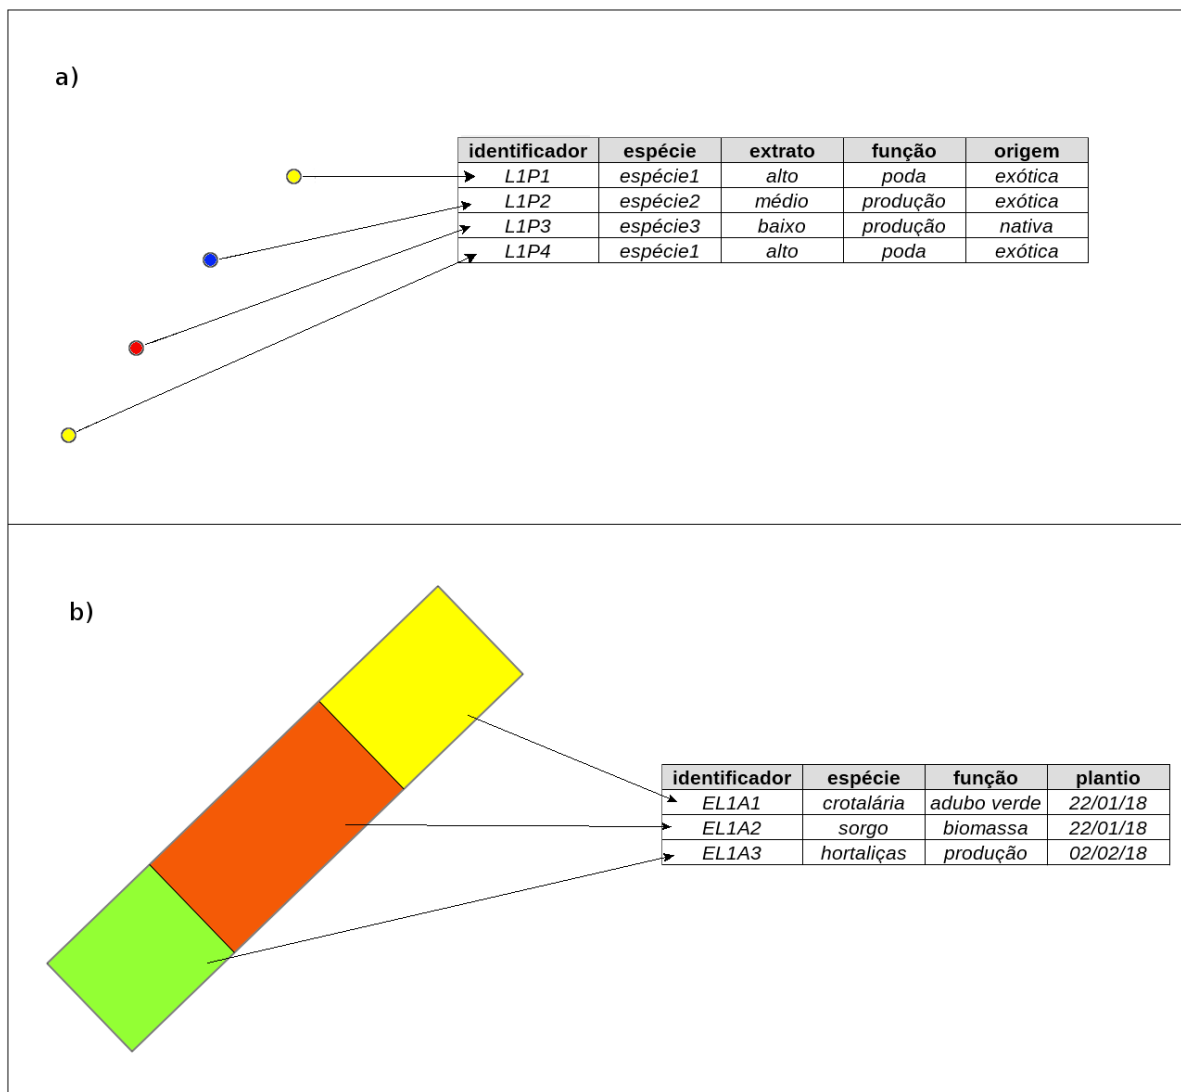 a)
identificador espécie extrato função origem
L1P1 espécie1 alto poda exótica
L1P2 espécie2 médio produção exótica
L1P3 espécie3 baixo produção nativa
L1P4 espécie1 alto poda exótica
b)
identificador espécie função plantio
EL1A1 crotalária adubo verde 22/01/18
EL1A2 sorgo biomassa 22/01/18
EL1A3 hortaliças produção 02/02/18